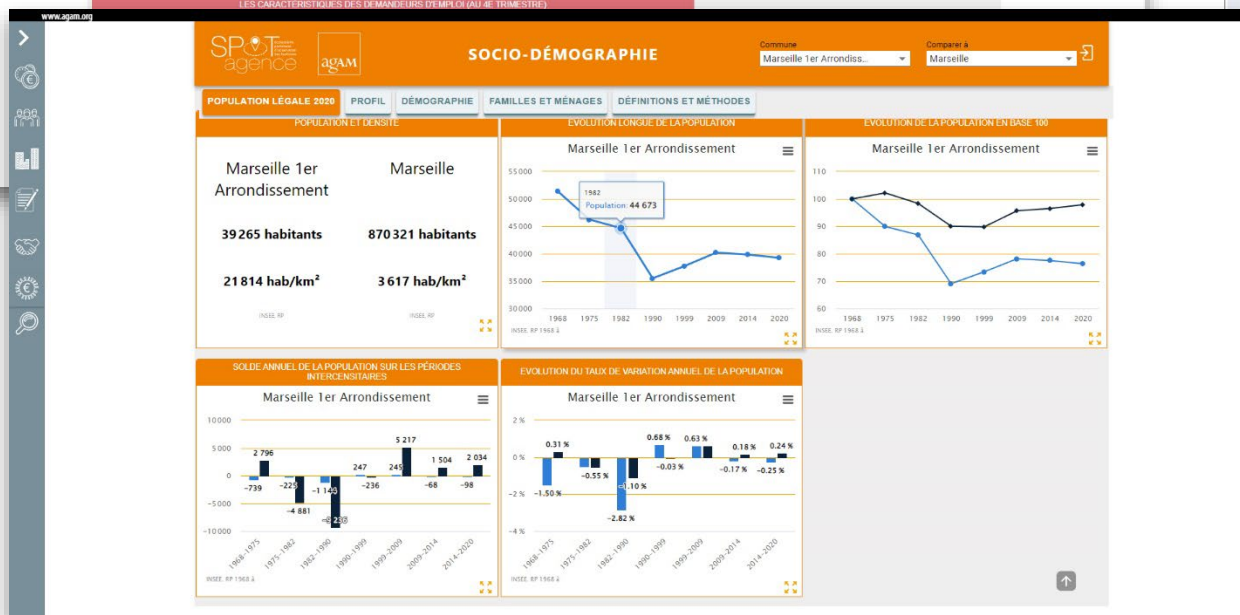 LES CARACTÉRISTIQUES DES DEMANDEURS D'EMPLOI (AU 4E TRIMESTRE)
www.agam.org
SPOT
agence
agAM
SOCIO-DÉMOGRAPHIE
Commune
Marseille 1er Arrondiss...
Comparer à
Marseille
POPULATION LÉGALE 2020
PROFIL
DÉMOGRAPHIE
FAMILLES ET MÉNAGES
DÉFINITIONS ET MÉTHODES
POPULATION ET DENSITÉ
Marseille 1er
Arrondissement
Marseille
39 265 habitants
870 321 habitants
21 814 hab/km²
3 617 hab/km²
INSEE, RP
INSEE, RP
EVOLUTION LONGUE DE LA POPULATION
Marseille 1er Arrondissement
55000
50000
45000
40000
35000
30000
1982
Population: 44 673
1968 1975 1982 1990 1999 2009 2014 2020
INSEE, RP 1968 à
EVOLUTION DE LA POPULATION EN BASE 100
Marseille 1er Arrondissement
110
100
90
80
70
60
1968 1975 1982 1990 1999 2009 2014 2020
INSEE, RP 1968 à
SOLDE ANNUEL DE LA POPULATION SUR LES PÉRIODES
INTERCENSITAIRES
Marseille 1er Arrondissement
10000
5 000
0
−5000
−10000
2 796
5 217
1 504
2 034
247
245
−739
−225
−1 144
−236
−68
−98
−4 881
−9 236
1968-1975
1975-1982
1982-1990
1990-1999
1999-2009
2009-2014
2014-2020
INSEE, RP 1968 à
EVOLUTION DU TAUX DE VARIATION ANNUEL DE LA POPULATION
Marseille 1er Arrondissement
2 %
0 %
−2 %
−4 %
0.31 %
0.68 %
0.63 %
0.18 %
0.24 %
−0.55 %
−0.03 %
−0.17 %
−0.25 %
−1.50 %
−1.10 %
−2.82 %
1968-1975
1975-1982
1982-1990
1990-1999
1999-2009
2009-2014
2014-2020
INSEE, RP 1968 à